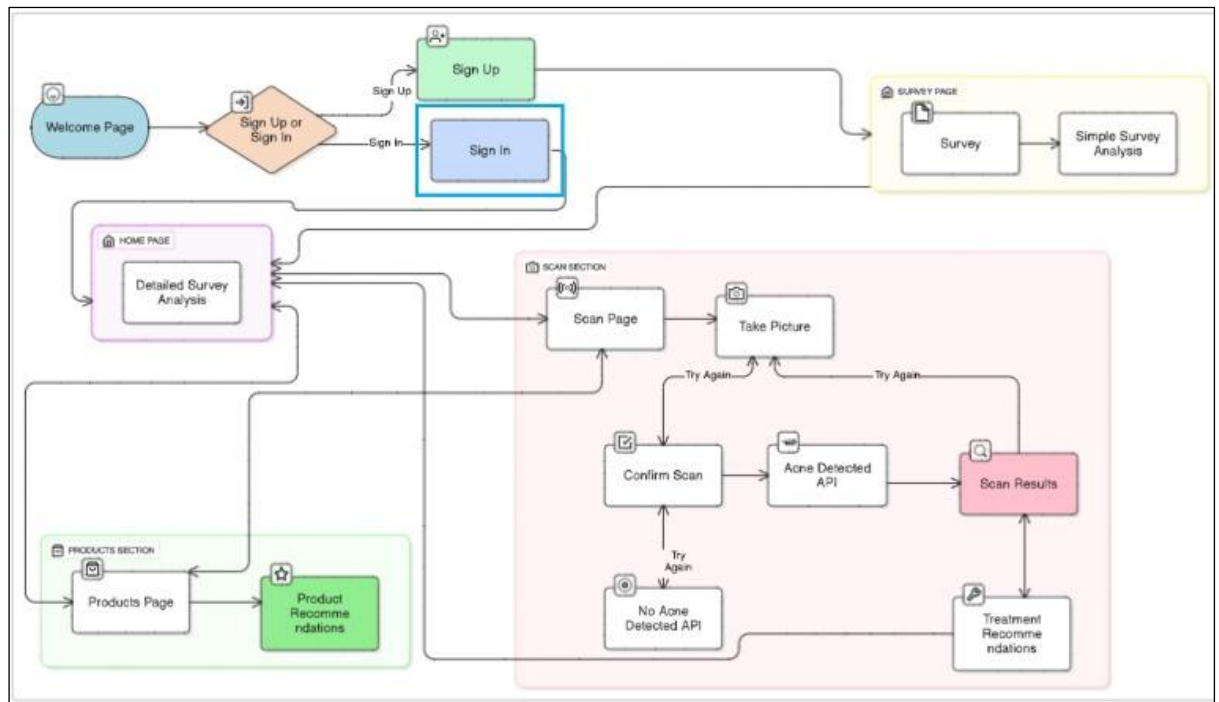 Sign Up
Sign Up
Welcome Page
Sign Up or
Sign In
Sign In
Sign In
SURVEY PAGE
Survey
Simple Survey
Analysis
HOME PAGE
Detailed Survey
Analysis
SCAN SECTION
Scan Page
Take Picture
Try Again
Try Again
Confirm Scan
Acne Detected
API
Scan Results
PRODUCTS SECTION
Products Page
Product
Recomme
ndations
Try
Again
No Acne
Detected API
Treatment
Recomme
ndations